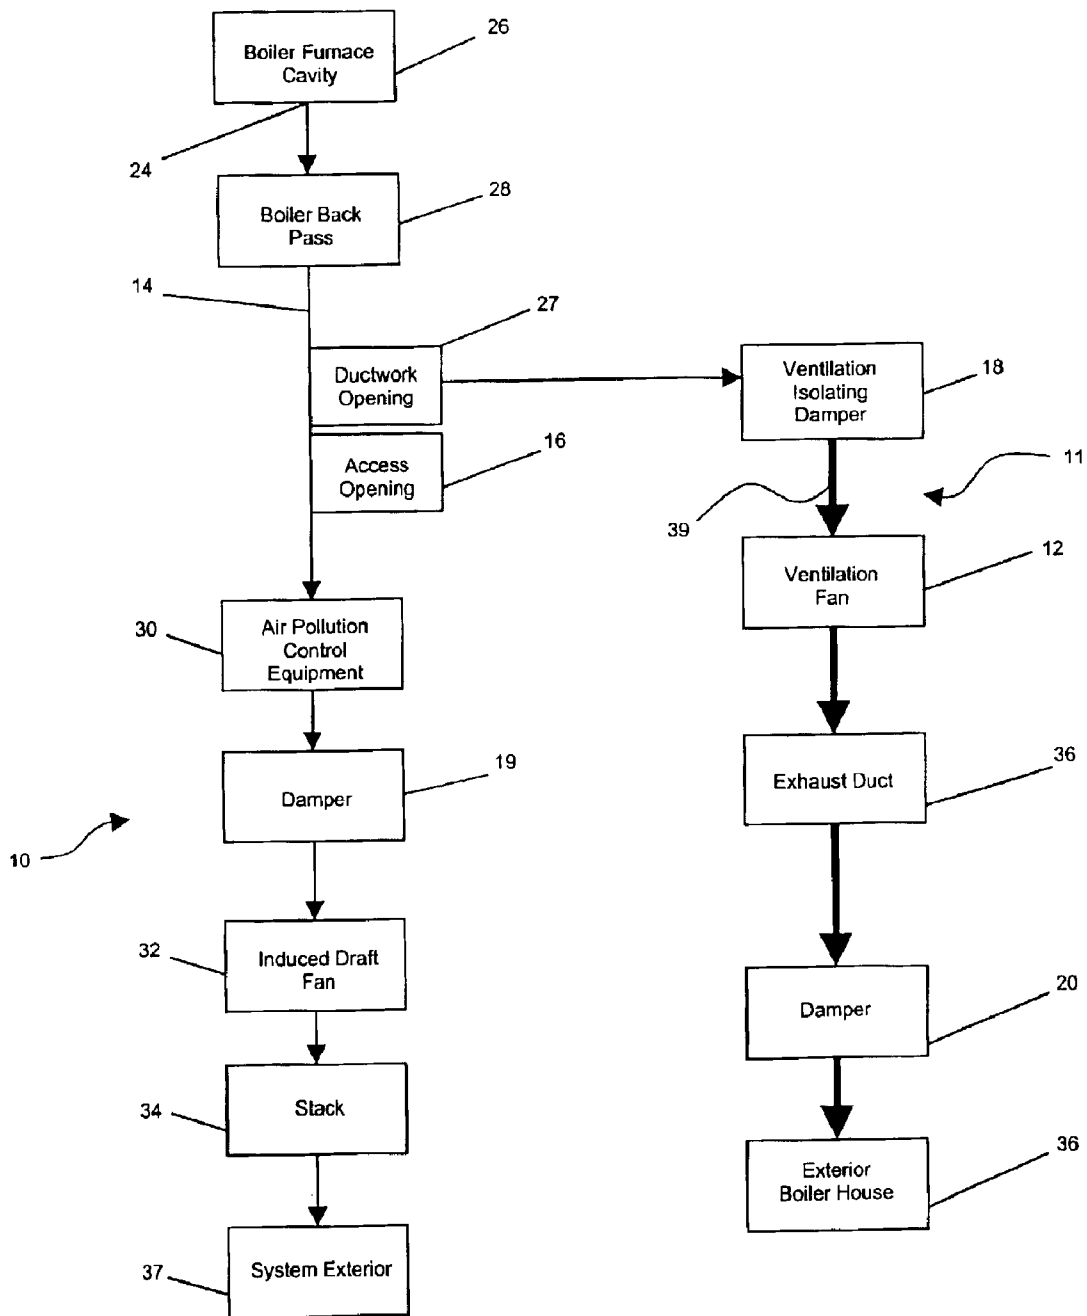 Boiler Furnace
Cavity
26
24
Boiler Back
Pass
28
14
27
Ductwork
Opening
Ventilation
Isolating
Damper
18
Access
Opening
16
11
39
Ventilation
Fan
12
30
Air Pollution
Control
Equipment
Damper
19
Exhaust Duct
36
10
32
Induced Draft
Fan
Damper
20
34
Stack
Exterior
Boiler House
36
37
System Exterior